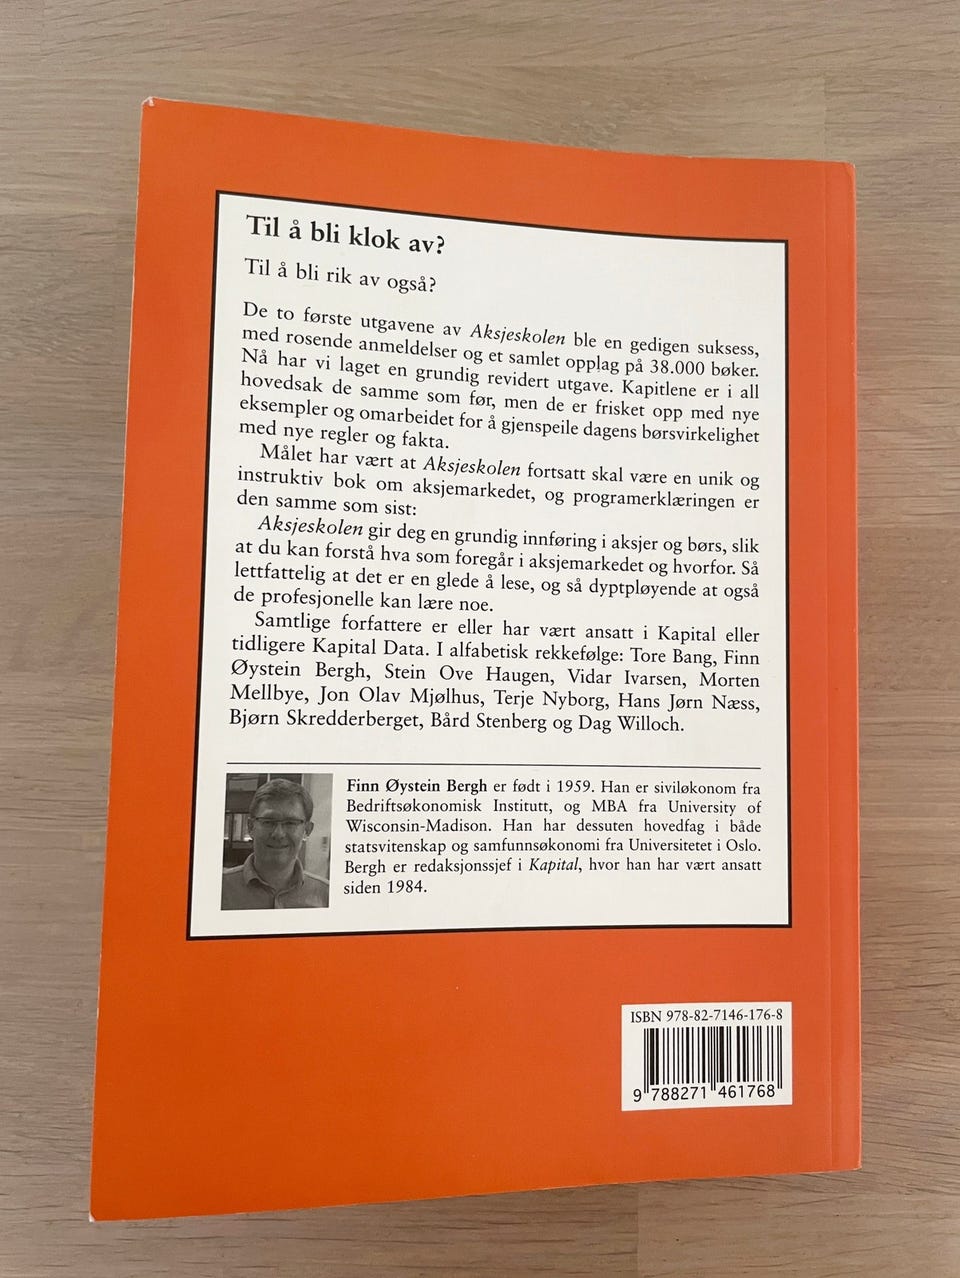 Til å bli klok av?
Til å bli rik av også?
De to første utgavene av Aksjeskolen ble en gedigen suksess,
med rosende anmeldelser og et samlet opplag på 38.000 bøker.
Nå har vi laget en grundig revidert utgave. Kapitlene er i all
hovedsak de samme som før, men de er frisket opp med nye
eksempler og omarbeidet for å gjenspeile dagens børsvirkelighet
med nye regler og fakta.
Målet har vært at Aksjeskolen fortsatt skal være en unik og
instruktiv bok om aksjemarkedet, og programerklæringen er
den samme som sist:
Aksjeskolen gir deg en grundig innføring i aksjer og børs, slik
at du kan forstå hva som foregår i aksjemarkedet og hvorfor. Så
lettfattelig at det er en glede å lese, og så dyptpløyende at også
de profesjonelle kan lære noe.
Samtlige forfattere er eller har vært ansatt i Kapital eller
tidligere Kapital Data. I alfabetisk rekkefølge: Tore Bang, Finn
Øystein Bergh, Stein Ove Haugen, Vidar Ivarsen, Morten
Mellbye, Jon Olav Mjølhus, Terje Nyborg, Hans Jørn Næss,
Bjørn Skredderberget, Bård Stenberg og Dag Willoch.
Finn Øystein Bergh er født i 1959. Han er siviløkonom fra
Bedriftsøkonomisk Institutt, og MBA fra University of
Wisconsin-Madison. Han har dessuten hovedfag i både
statsvitenskap og samfunnsøkonomi fra Universitetet i Oslo.
Bergh er redaksjonssjef i Kapital, hvor han har vært ansatt
siden 1984.
ISBN 978-82-7146-176-8
9 788271 461768